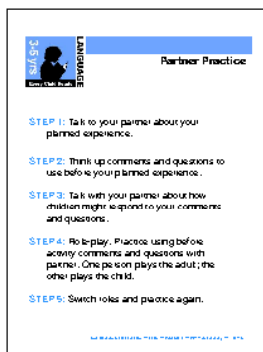 3-5 yrs
LANGUAGE
Every Child Reads
Partner Practice
STEP 1: Talk to your partner about your
planned experience.
STEP 2: Think up comments and questions to
use before your planned experience.
STEP 3: Talk with your partner about how
children might respond to your comments
and questions.
STEP 4: Role-play. Practice using before
activity comments and questions with
partner. One person plays the adult; the
other plays the child.
STEP 5: Switch roles and practice again.